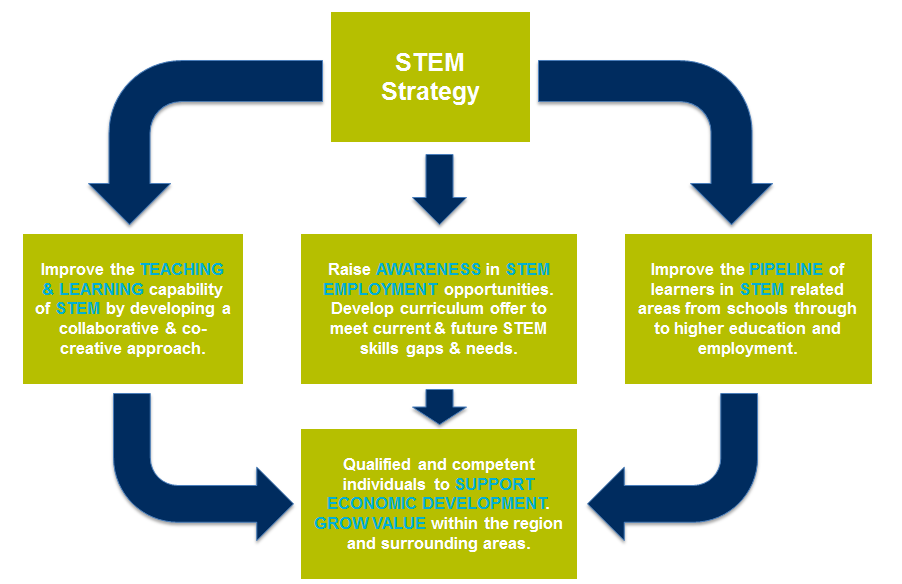 STEM
Strategy
Improve the TEACHING
& LEARNING capability
of STEM by developing a
collaborative & co-
creative approach.
Raise AWARENESS in STEM
EMPLOYMENT opportunities.
Develop curriculum offer to
meet current & future STEM
skills gaps & needs.
Improve the PIPELINE of
learners in STEM related
areas from schools through
to higher education and
employment.
Qualified and competent
individuals to SUPPORT
ECONOMIC DEVELOPMENT.
GROW VALUE within the region
and surrounding areas.